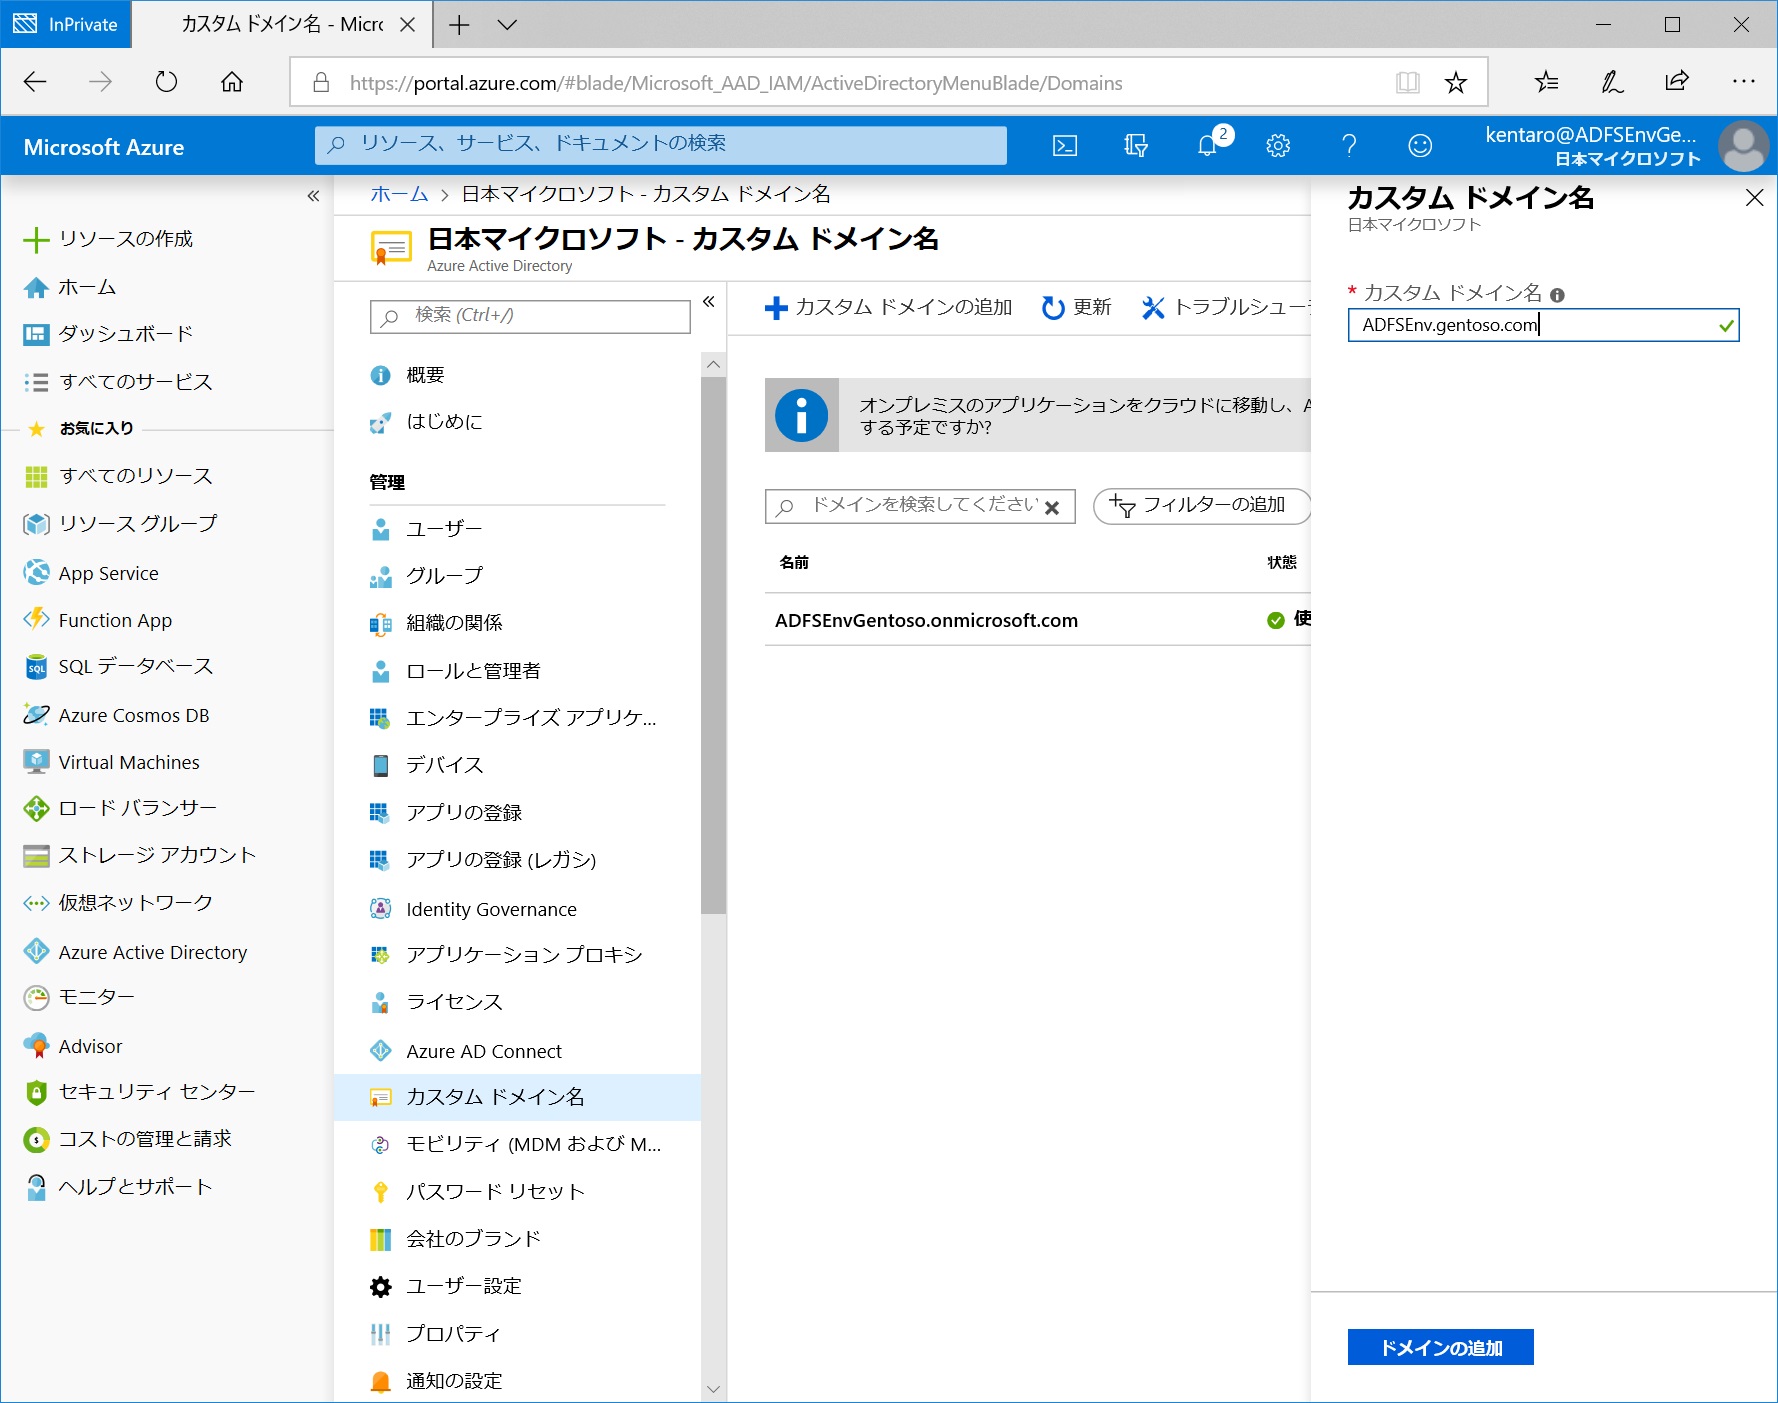 InPrivate
カスタム ドメイン名 - Micr
https://portal.azure.com/#blade/Microsoft_AAD_IAM/ActiveDirectoryMenuBlade/Domains
Microsoft Azure
リソース、サービス、ドキュメントの検索
2
kentaro@ADFSEnvGe...
日本マイクロソフト
リソースの作成
ホーム
ダッシュボード
すべてのサービス
お気に入り
すべてのリソース
リソース グループ
App Service
Function App
SQL データベース
Azure Cosmos DB
Virtual Machines
ロード バランサー
ストレージ アカウント
仮想ネットワーク
Azure Active Directory
モニター
Advisor
セキュリティ センター
コストの管理と請求
ヘルプとサポート
ホーム > 日本マイクロソフト - カスタム ドメイン名
日本マイクロソフト - カスタム ドメイン名
Azure Active Directory
検索 (Ctrl+/)
概要
はじめに
管理
ユーザー
グループ
組織の関係
ロールと管理者
エンタープライズ アプリケ...
デバイス
アプリの登録
アプリの登録 (レガシ)
Identity Governance
アプリケーション プロキシ
ライセンス
Azure AD Connect
カスタム ドメイン名
モビリティ (MDM および M...
パスワード リセット
会社のブランド
ユーザー設定
プロパティ
通知の設定
カスタム ドメインの追加 更新 トラブルシュー
オンプレミスのアプリケーションをクラウドに移動し、A
する予定ですか?
ドメインを検索してください フィルターの追加
名前 状態
ADFSEnvGentoso.onmicrosoft.com 使
カスタム ドメイン名
日本マイクロソフト
* カスタム ドメイン名
ADFSEnv.gentoso.com
ドメインの追加